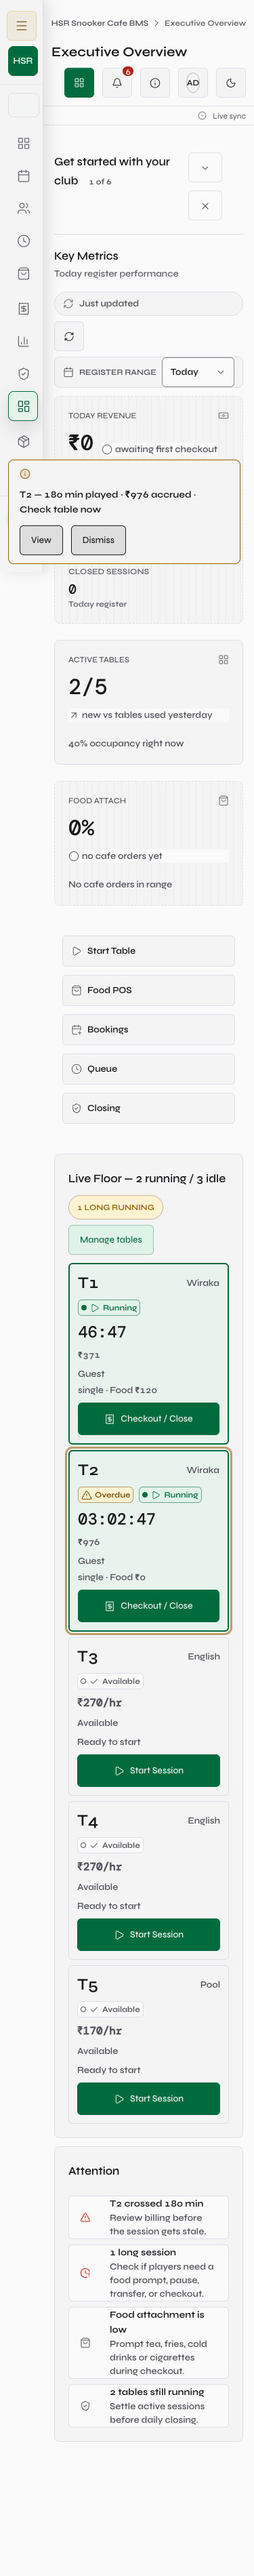 HSR Snooker Cafe BMS > Executive Overview
Executive Overview
HSR
6
AD
Live sync
Get started with your
club 1 of 6
Key Metrics
Today register performance
Just updated
REGISTER RANGE Today
TODAY REVENUE
₹0 awaiting first checkout
T2 — 180 min played · ₹976 accrued ·
Check table now
View Dismiss
CLOSED SESSIONS
0
Today register
ACTIVE TABLES
2/5
new vs tables used yesterday
40% occupancy right now
FOOD ATTACH
0%
no cafe orders yet
No cafe orders in range
Start Table
Food POS
Bookings
Queue
Closing
Live Floor — 2 running / 3 idle
1 LONG RUNNING
Manage tables
T1 Wiraka
Running
46:47
₹371
Guest
single · Food ₹120
Checkout / Close
T2 Wiraka
Overdue Running
03:02:47
₹976
Guest
single · Food ₹0
Checkout / Close
T3 English
Available
₹270/hr
Available
Ready to start
Start Session
T4 English
Available
₹270/hr
Available
Ready to start
Start Session
T5 Pool
Available
₹170/hr
Available
Ready to start
Start Session
Attention
T2 crossed 180 min
Review billing before
the session gets stale.
1 long session
Check if players need a
food prompt, pause,
transfer, or checkout.
Food attachment is
low
Prompt tea, fries, cold
drinks or cigarettes
during checkout.
2 tables still running
Settle active sessions
before daily closing.